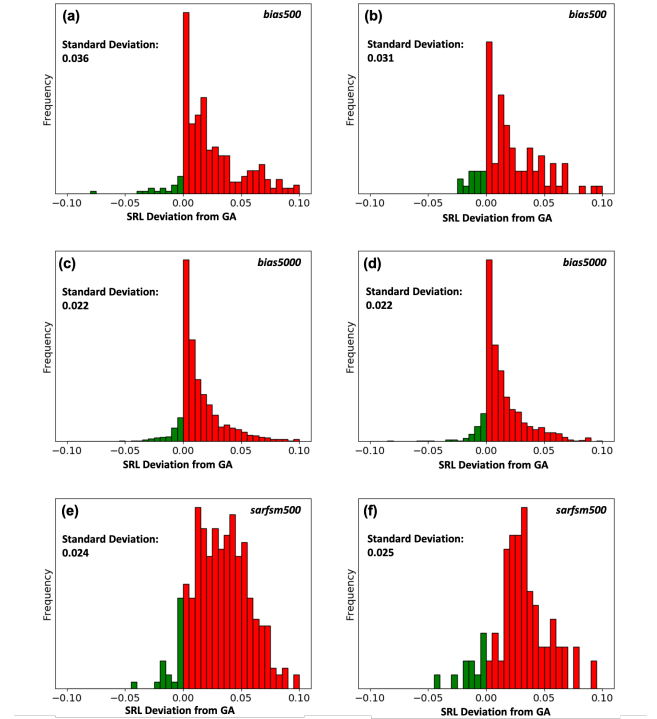 (a) bias500
Standard Deviation:
0.036
Frequency
−0.10 −0.05 0.00 0.05 0.10
SRL Deviation from GA
(b) bias500
Standard Deviation:
0.031
Frequency
−0.10 −0.05 0.00 0.05 0.10
SRL Deviation from GA
(c) bias5000
Standard Deviation:
0.022
Frequency
−0.10 −0.05 0.00 0.05 0.10
SRL Deviation from GA
(d) bias5000
Standard Deviation:
0.022
Frequency
−0.10 −0.05 0.00 0.05 0.10
SRL Deviation from GA
(e) sarfsm500
Standard Deviation:
0.024
Frequency
−0.10 −0.05 0.00 0.05 0.10
SRL Deviation from GA
(f) sarfsm500
Standard Deviation:
0.025
Frequency
−0.10 −0.05 0.00 0.05 0.10
SRL Deviation from GA